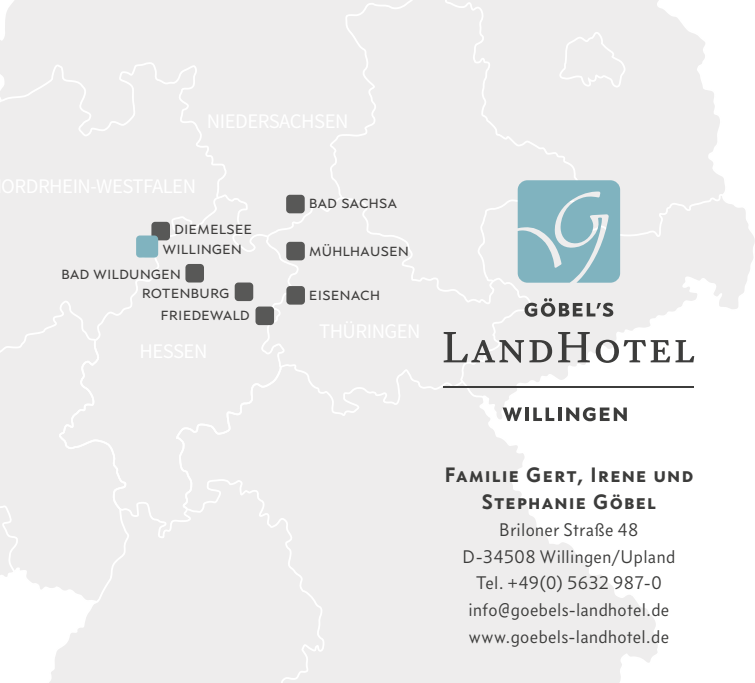 NIEDERSACHSEN
ORDRHEIN-WESTFALEN
BAD SACHSA
DIEMELSEE
WILLINGEN
MÜHLHAUSEN
BAD WILDUNGEN
ROTENBURG
EISENACH
FRIEDEWALD
THÜRINGEN
HESSEN
GÖBEL'S
LANDHOTEL
WILLINGEN
FAMILIE GERT, IRENE UND
STEPHANIE GÖBEL
Briloner Straße 48
D-34508 Willingen/Upland
Tel. +49(0) 5632 987-0
info@goebels-landhotel.de
www.goebels-landhotel.de